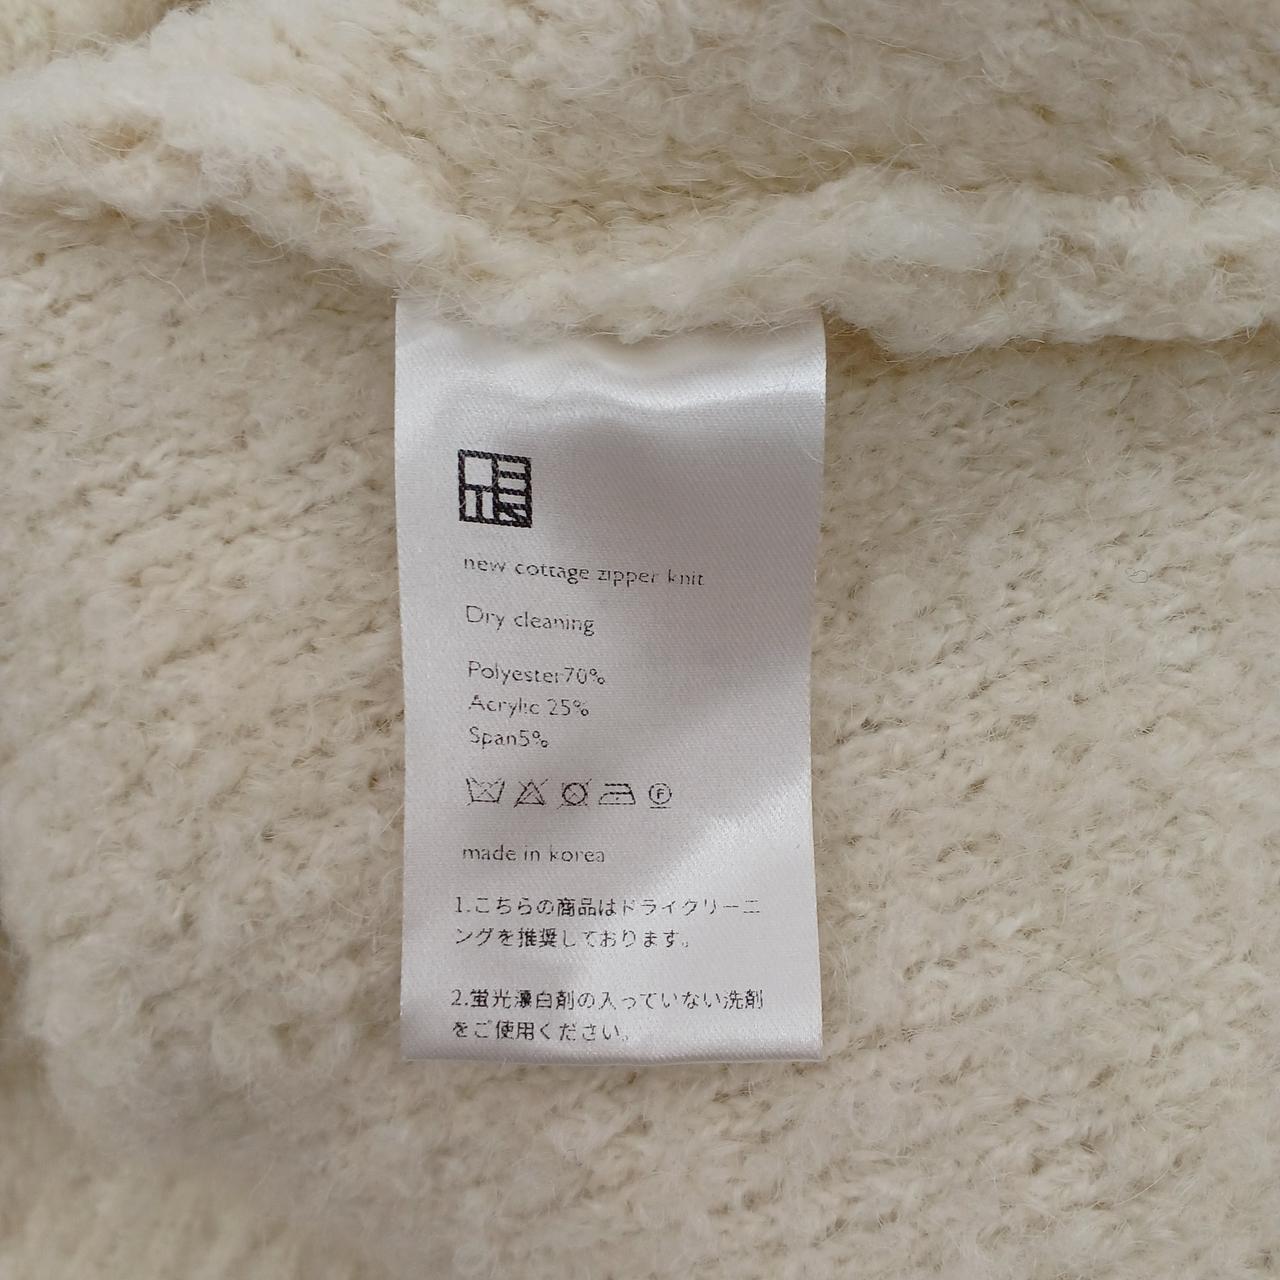 new cottage zipper knit
Dry cleaning
Polyester70%
Acrylic 25%
Span5%
F
made in korea
1.こちらの商品はドライクリーニ
ングを推奨しております。
2.蛍光漂白剤の入っていない洗剤
をご使用ください。